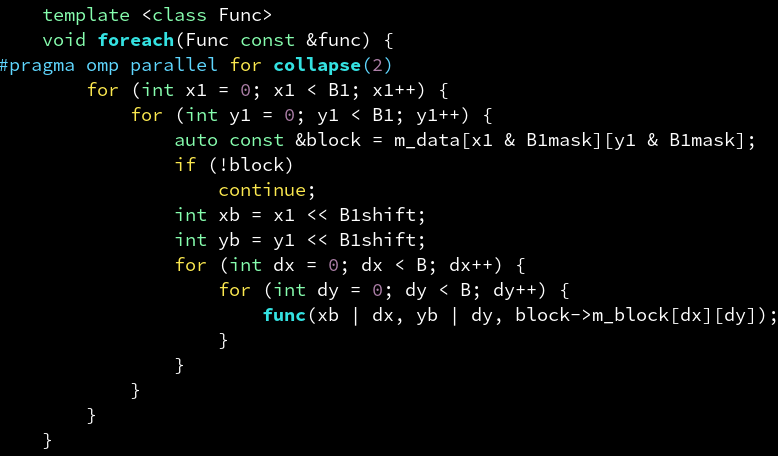 template <class Func>
    void foreach(Func const &func) {
#pragma omp parallel for collapse(2)
        for (int x1 = 0; x1 < B1; x1++) {
            for (int y1 = 0; y1 < B1; y1++) {
                auto const &block = m_data[x1 & B1mask][y1 & B1mask];
                if (!block)
                    continue;
                int xb = x1 << B1shift;
                int yb = y1 << B1shift;
                for (int dx = 0; dx < B; dx++) {
                    for (int dy = 0; dy < B; dy++) {
                        func(xb | dx, yb | dy, block->m_block[dx][dy]);
                    }
                }
            }
        }
    }